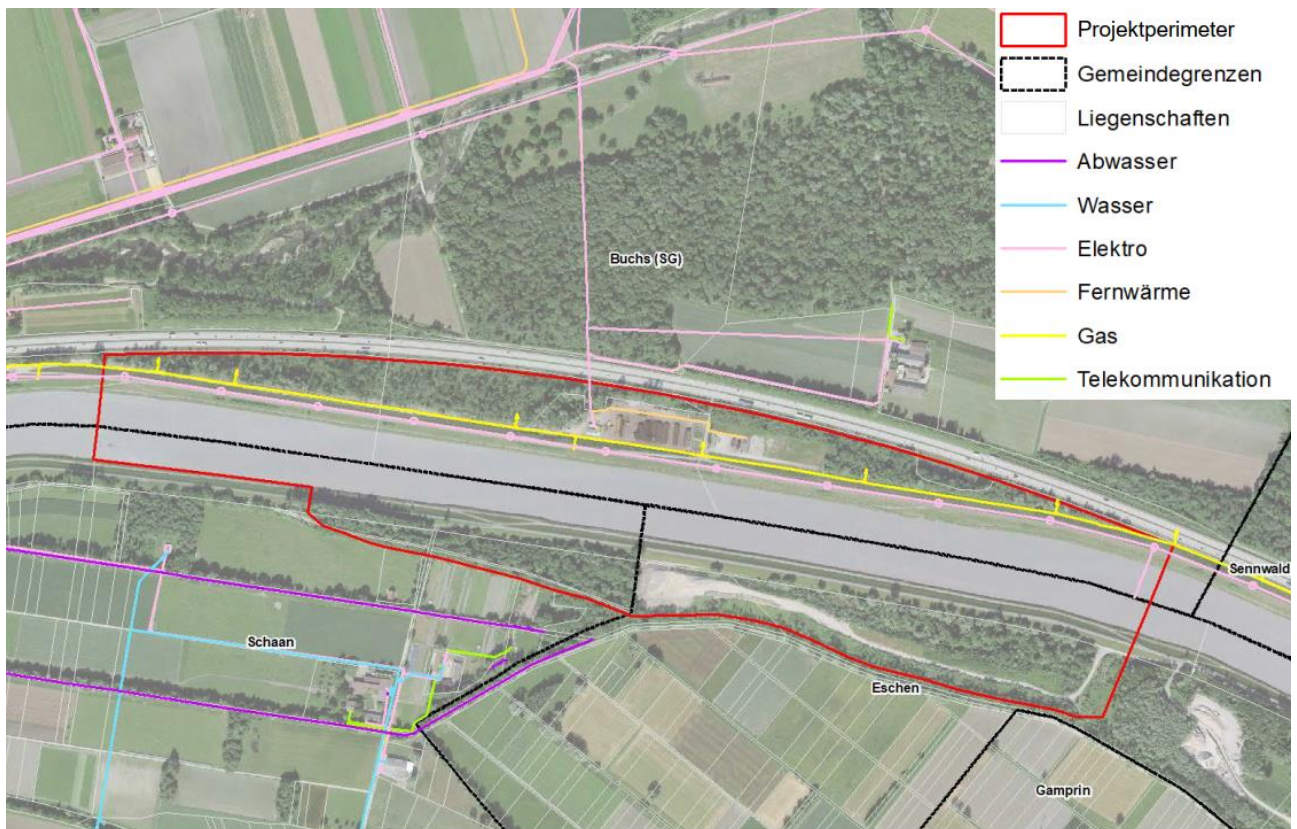 Projektperimeter
Gemeindegrenzen
Liegenschaften
Abwasser
Wasser
Elektro
Fernwärme
Gas
Telekommunikation
Buchs (SG)
Sennwald
Schaan
Eschen
Gamprin